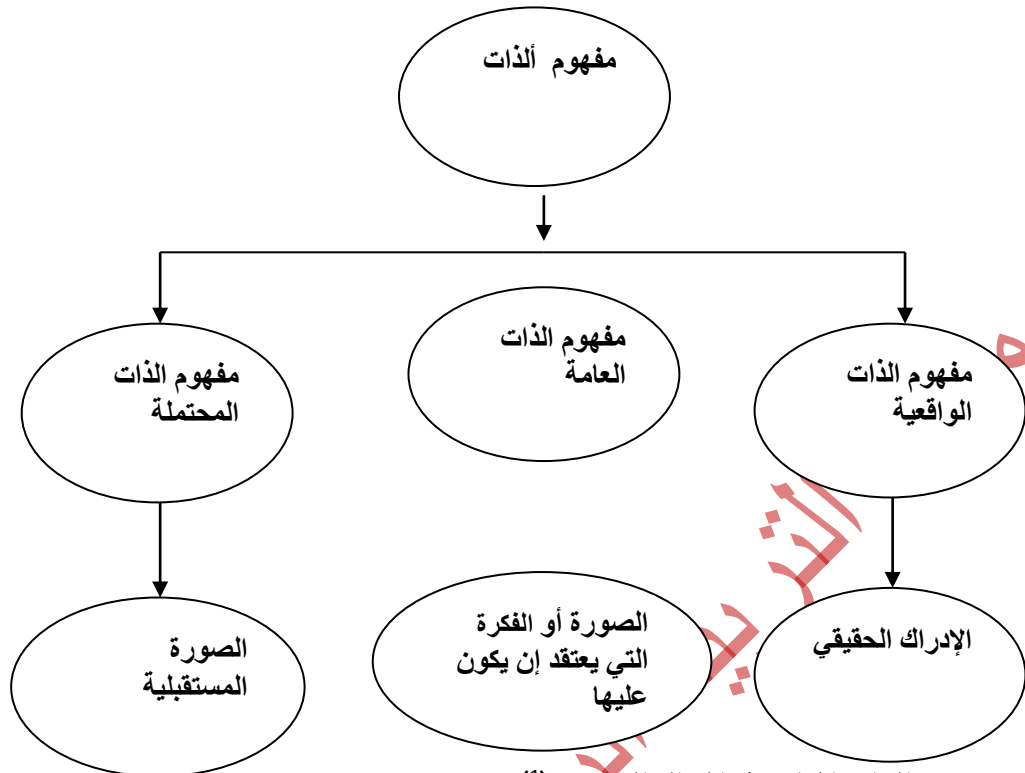 مفهوم ألذات
مفهوم الذات
الواقعية
مفهوم الذات
العامة
مفهوم الذات
المحتملة
الإدراك الحقيقي
الصورة أو الفكرة
التي يعتقد إن يكون
عليها
الصورة
المستقبلية